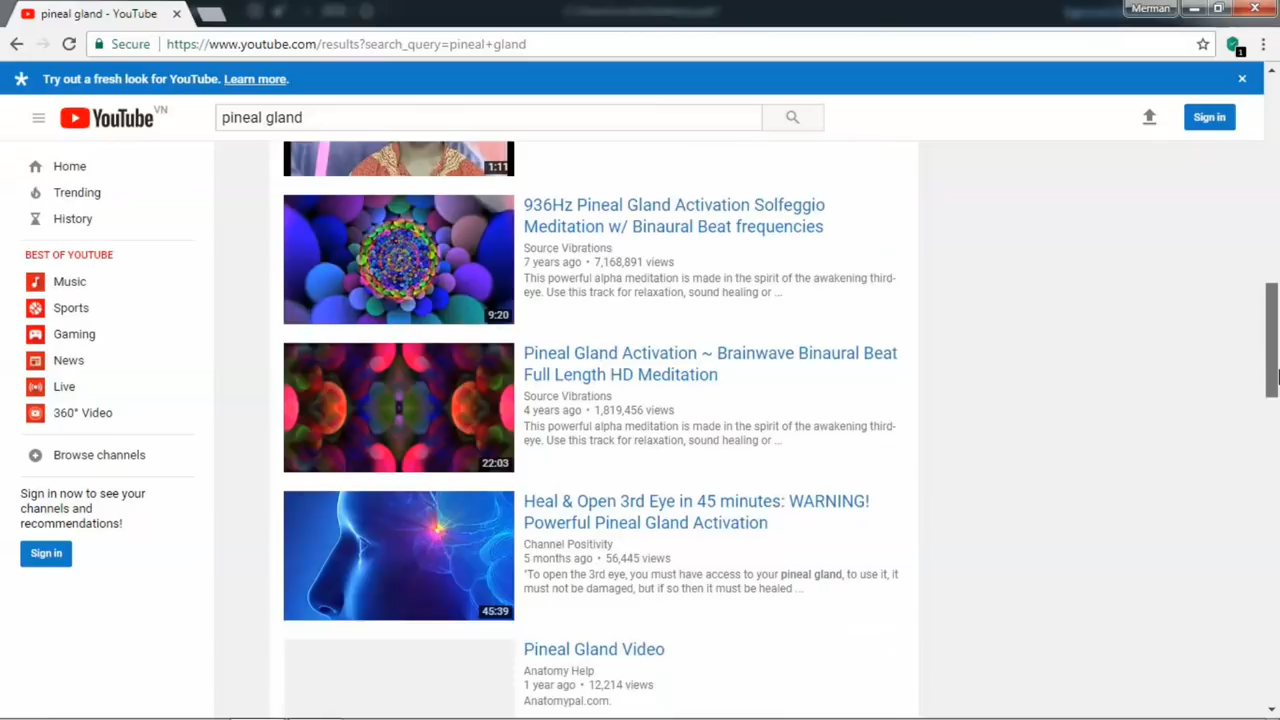 pineal gland - YouTube
Merman
Secure
https://www.youtube.com/results?search_query=pineal+gland
1
Try out a fresh look for YouTube. Learn more.
YouTube VN
pineal gland
Sign in
Home
Trending
History
BEST OF YOUTUBE
Music
Sports
Gaming
News
Live
360° Video
Browse channels
Sign in now to see your
channels and
recommendations!
Sign in
1:11
936Hz Pineal Gland Activation Solfeggio
Meditation w/ Binaural Beat frequencies
Source Vibrations
7 years ago • 7,168,891 views
This powerful alpha meditation is made in the spirit of the awakening third-
eye. Use this track for relaxation, sound healing or ...
9:20
Pineal Gland Activation ~ Brainwave Binaural Beat
Full Length HD Meditation
Source Vibrations
4 years ago • 1,819,456 views
This powerful alpha meditation is made in the spirit of the awakening third-
eye. Use this track for relaxation, sound healing or ...
22:03
Heal & Open 3rd Eye in 45 minutes: WARNING!
Powerful Pineal Gland Activation
Channel Positivity
5 months ago • 56,445 views
"To open the 3rd eye, you must have access to your pineal gland, to use it, it
must not be damaged, but if so then it must be healed ...
45:39
Pineal Gland Video
Anatomy Help
1 year ago • 12,214 views
Anatomypal.com.